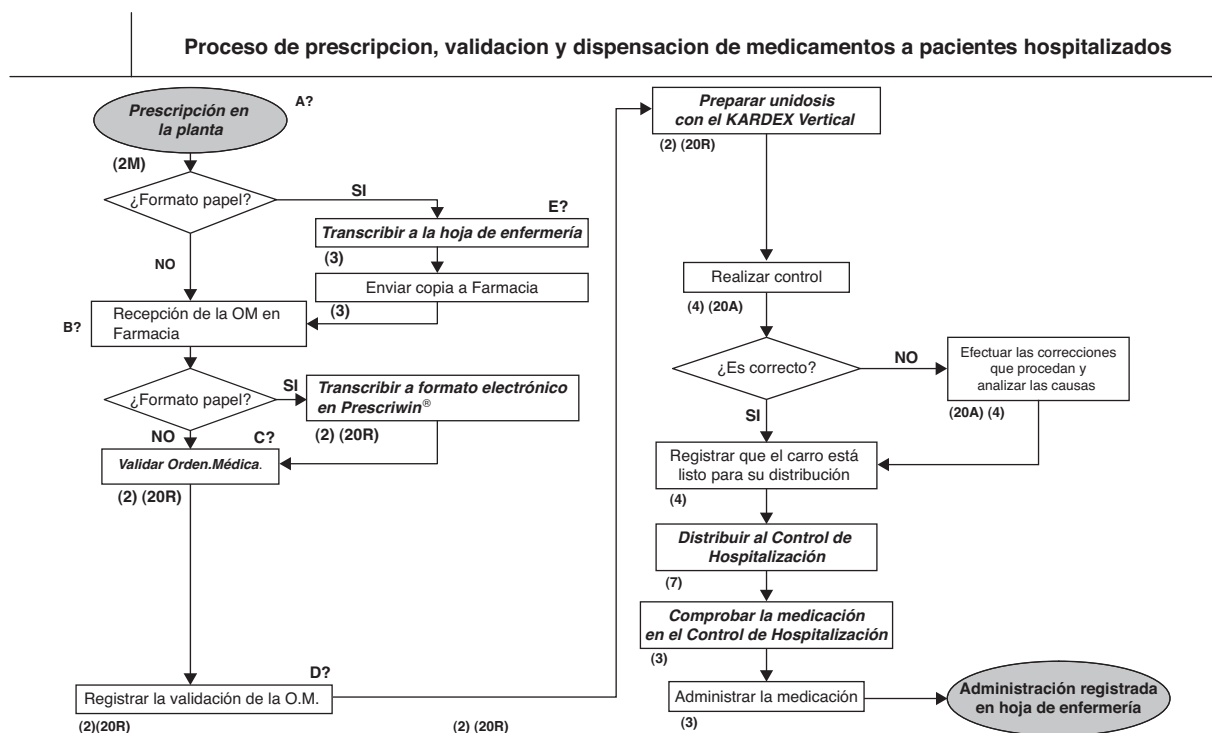 Proceso de prescripcion, validacion y dispensacion de medicamentos a pacientes hospitalizados
Prescripción en
la planta
A?
(2M)
¿Formato papel?
SI
NO
E?
Transcribir a la hoja de enfermería
(3)
Enviar copia a Farmacia
(3)
B?
Recepción de la OM en
Farmacia
¿Formato papel?
SI
Transcribir a formato electrónico
en Prescriwin®
(2) (20R)
NO
C?
Validar Orden.Médica.
(2) (20R)
D?
Registrar la validación de la O.M.
(2)(20R)
(2) (20R)
Preparar unidosis
con el KARDEX Vertical
(2) (20R)
Realizar control
(4) (20A)
¿Es correcto?
NO
Efectuar las correcciones
que procedan y
analizar las causas
(20A) (4)
SI
Registrar que el carro está
listo para su distribución
(4)
Distribuir al Control de
Hospitalización
(7)
Comprobar la medicación
en el Control de Hospitalización
(3)
Administrar la medicación
(3)
Administración registrada
en hoja de enfermería